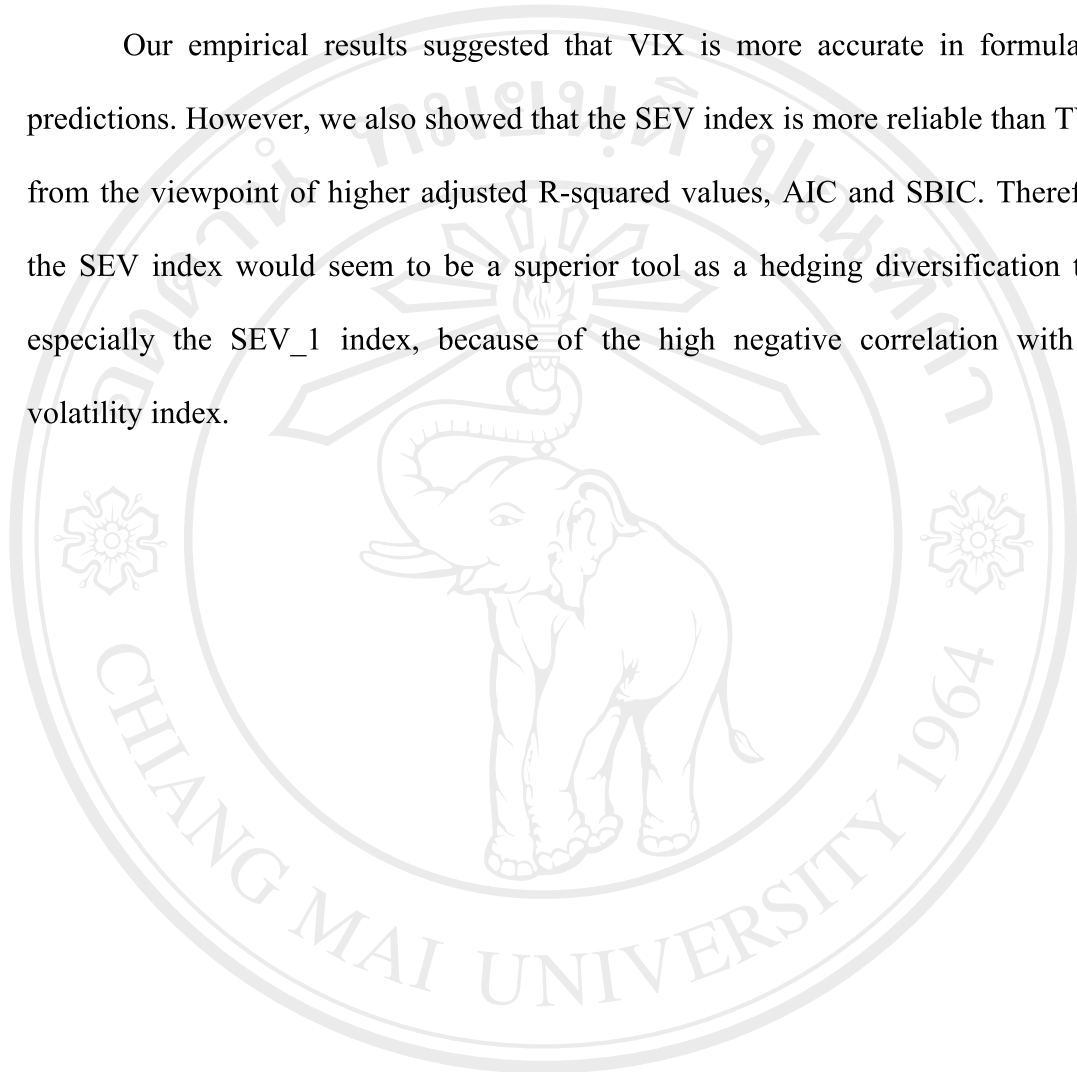 Our empirical results suggested that VIX is more accurate in formula
predictions. However, we also showed that the SEV index is more reliable than
from the viewpoint of higher adjusted R-squared values, AIC and SBIC.
the SEV index would seem to be a superior tool as a hedging diversification
especially the SEV_1 index, because of the high negative correlation with
volatility index.
CHIANG MAI UNIVERSITY 1964